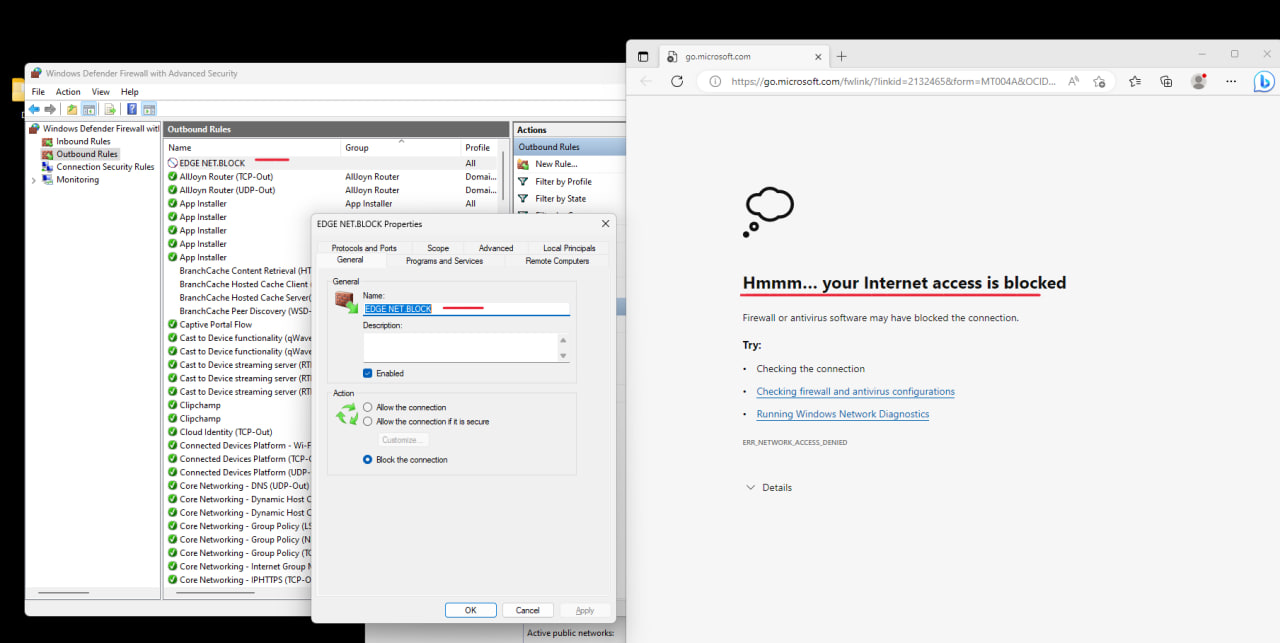 Windows Defender Firewall with Advanced Security
File Action View Help
Windows Defender Firewall wit
Inbound Rules
Outbound Rules
Connection Security Rules
Monitoring
Outbound Rules
Name Group Profile
EDGE NET.BLOCK All
AllJoyn Router (TCP-Out) AllJoyn Router Domai...
AllJoyn Router (UDP-Out) AllJoyn Router Domai...
App Installer App Installer All
App Installer
App Installer
App Installer
App Installer
BranchCache Content Retrieval (HT
BranchCache Hosted Cache Client
BranchCache Hosted Cache Server(
BranchCache Peer Discovery (WSD-
Captive Portal Flow
Cast to Device functionality (qWave
Cast to Device functionality (qWave
Cast to Device streaming server (RT
Cast to Device streaming server (RT
Cast to Device streaming server (RT
Clipchamp
Clipchamp
Cloud Identity (TCP-Out)
Connected Devices Platform - Wi-F
Connected Devices Platform (TCP-O
Connected Devices Platform (UDP-
Core Networking - DNS (UDP-Out)
Core Networking - Dynamic Host C
Core Networking - Dynamic Host C
Core Networking - Group Policy (LS
Core Networking - Group Policy (N
Core Networking - Group Policy (TC
Core Networking - Internet Group M
Core Networking - IPHTTPS (TCP-O
Actions
Outbound Rules
New Rule...
Filter by Profile
Filter by State
EDGE NET.BLOCK Properties
Protocols and Ports Scope Advanced Local Principals
General Programs and Services Remote Computers
General
Name:
EDGE NET.BLOCK
Description:
Enabled
Action
Allow the connection
Allow the connection if it is secure
Customize...
Block the connection
OK Cancel Apply
Active public networks:
go.microsoft.com
https://go.microsoft.com/fwlink/?linkid=2132465&form=MT004A&OCID...
Hmmm... your Internet access is blocked
Firewall or antivirus software may have blocked the connection.
Try:
• Checking the connection
• Checking firewall and antivirus configurations
• Running Windows Network Diagnostics
ERR_NETWORK_ACCESS_DENIED
Details